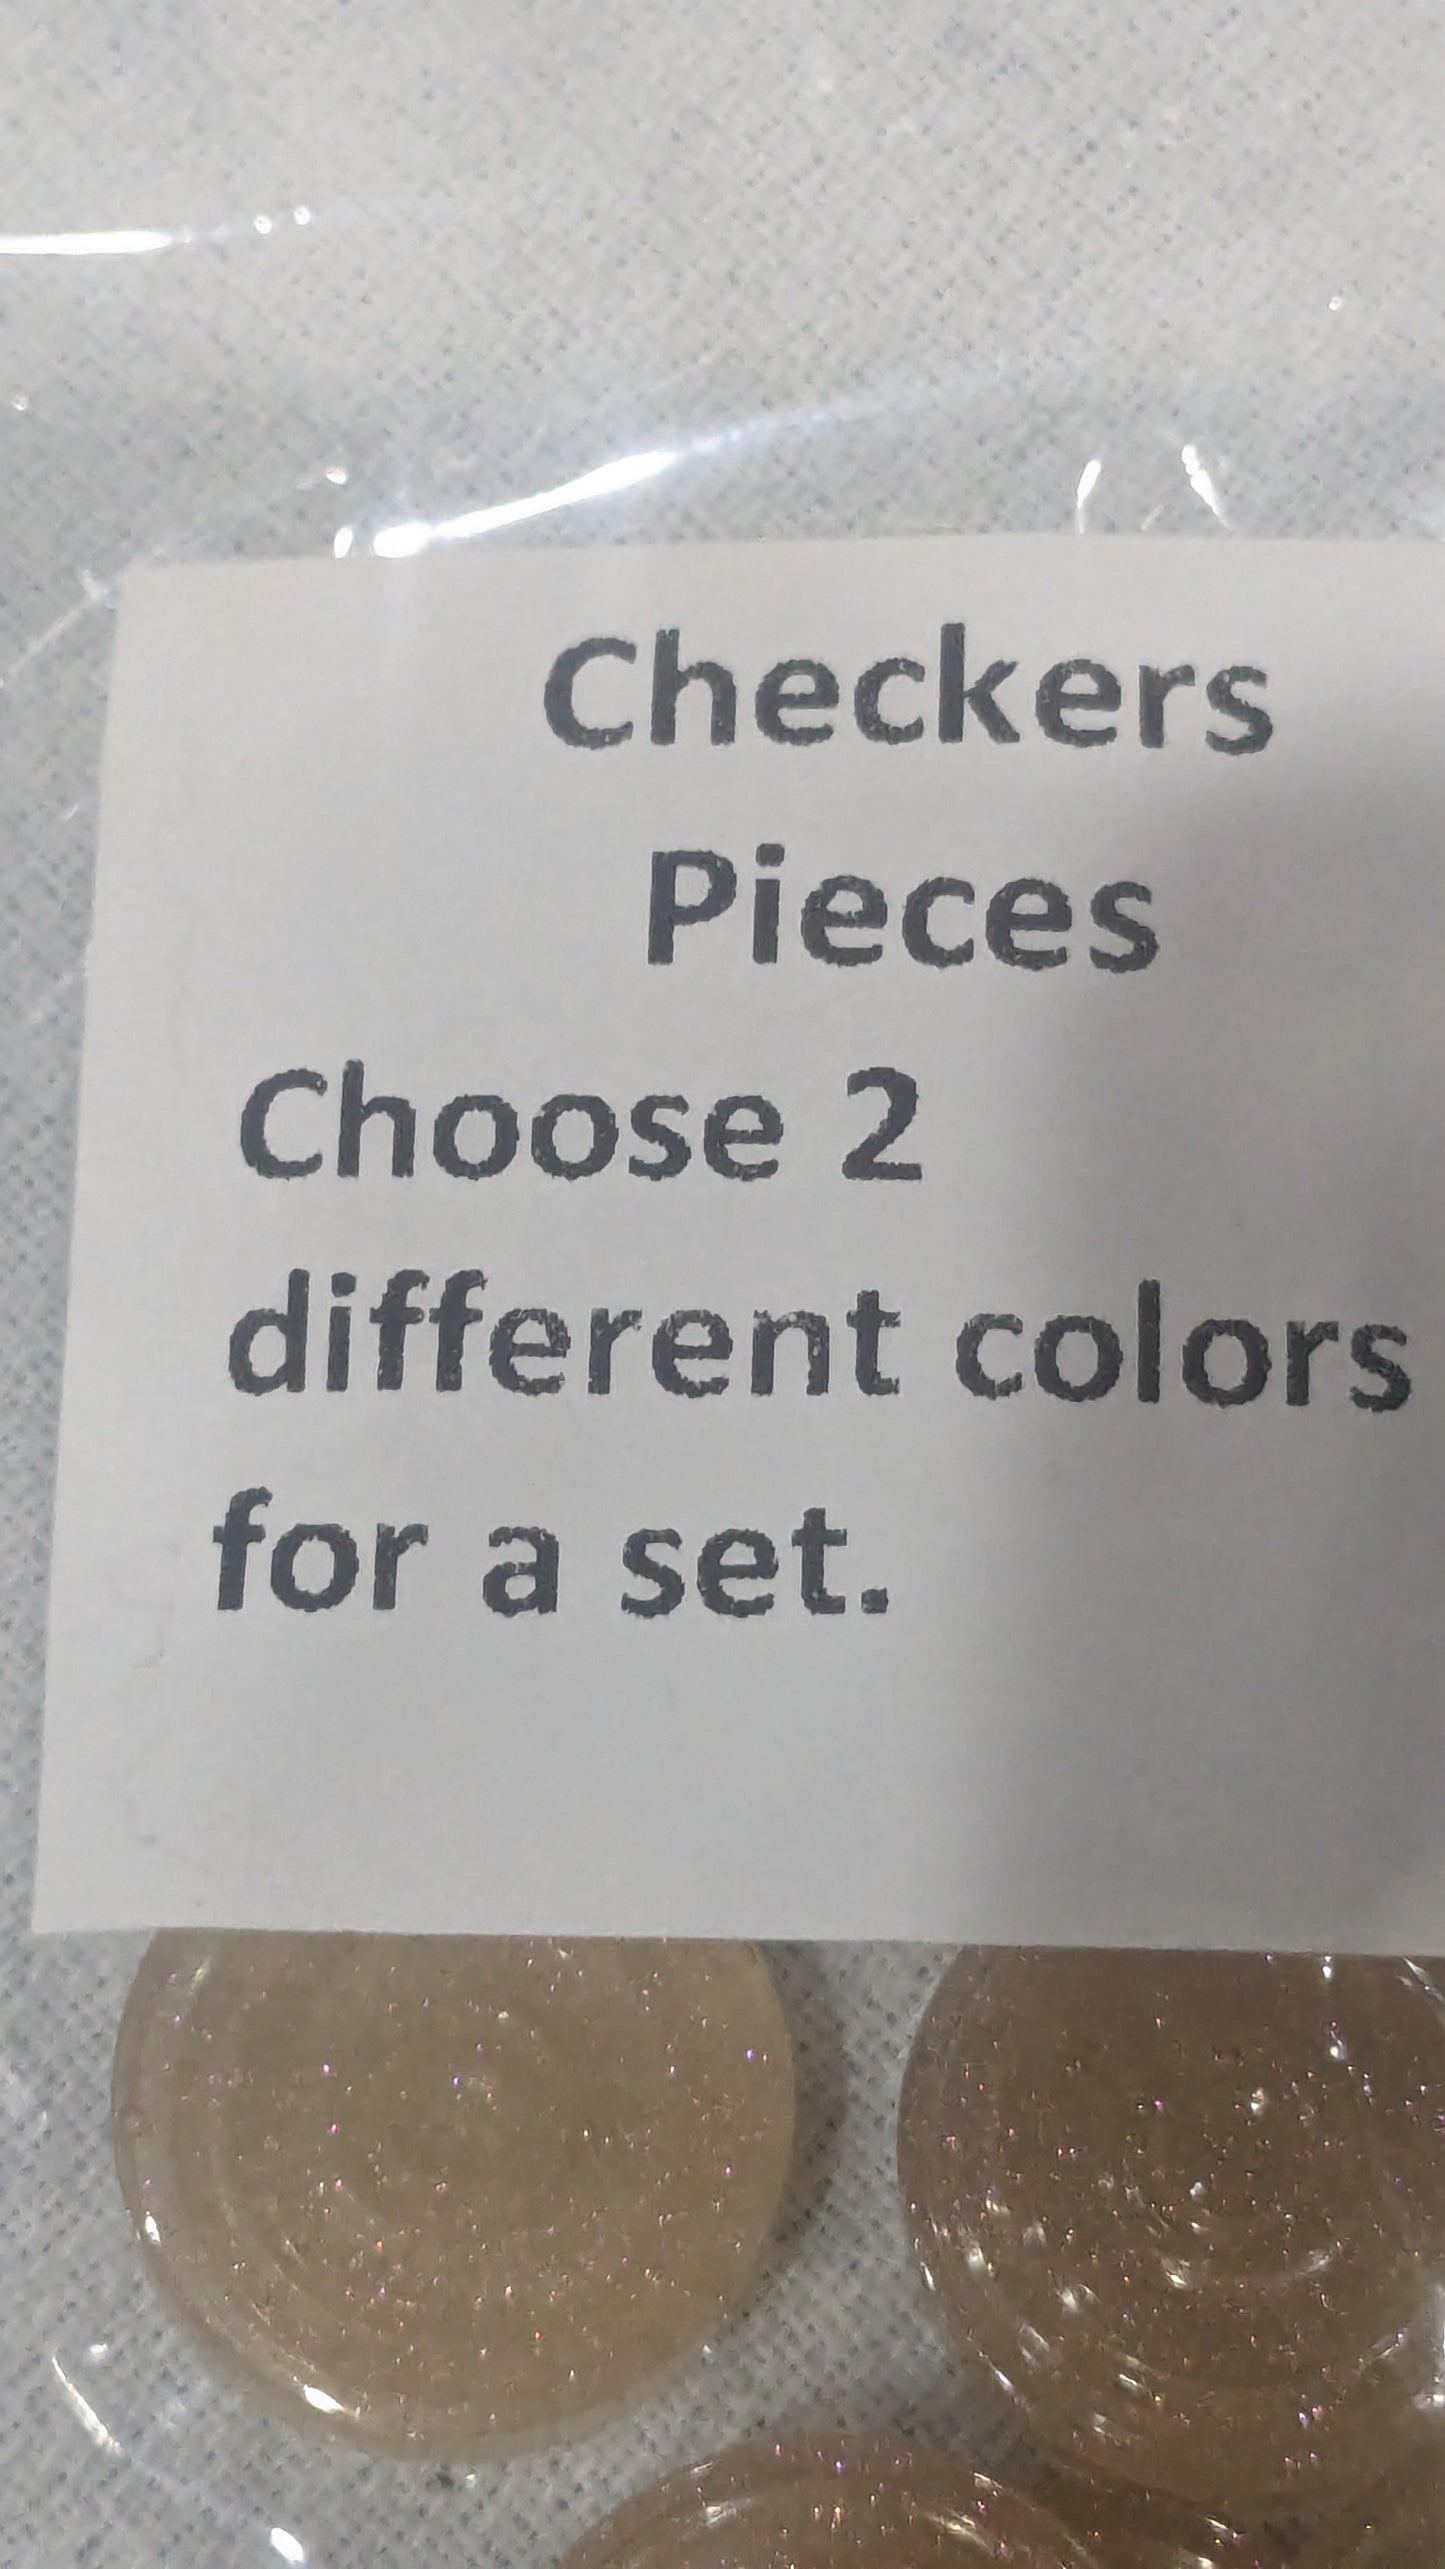 Checkers
Pieces
Choose 2
different colors
for a set.